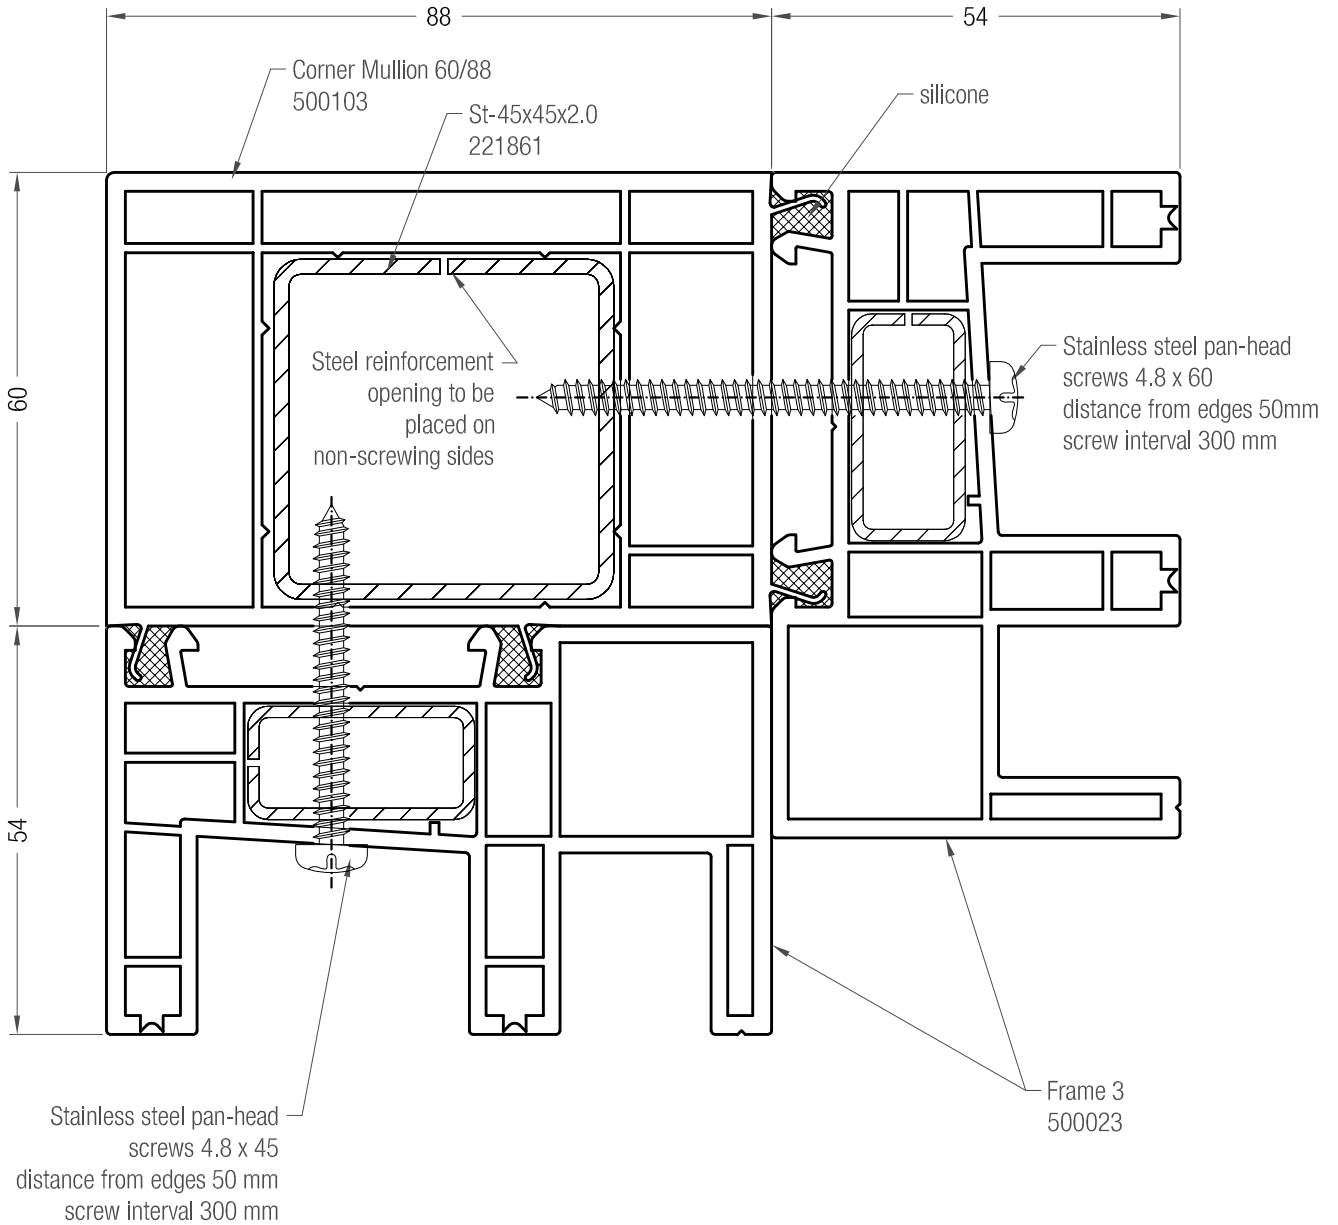 88
54
Corner Mullion 60/88
500103
St-45x45x2.0
221861
silicone
60
Steel reinforcement
opening to be
placed on
non-screwing sides
Stainless steel pan-head
screws 4.8 x 60
distance from edges 50mm
screw interval 300 mm
54
Stainless steel pan-head
screws 4.8 x 45
distance from edges 50 mm
screw interval 300 mm
Frame 3
500023